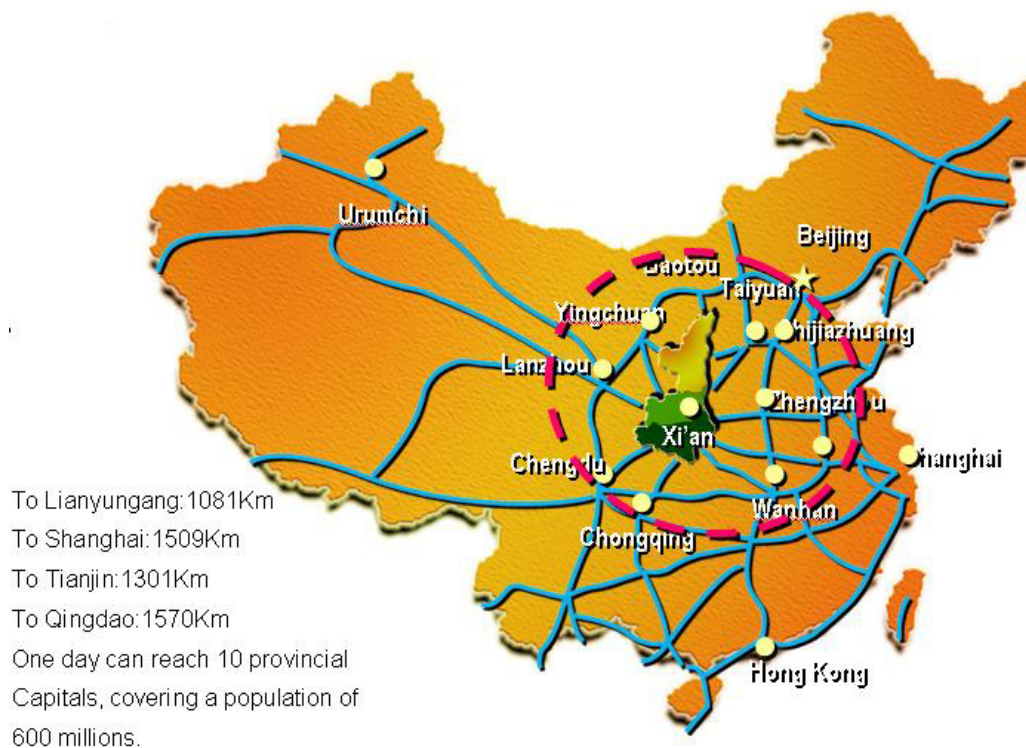 Urumchi
Beijing
Baotou
Taiyuan
Yingchuan
Shijiazhuang
Lanzhou
Zhengzhou
Xi'an
Chengdu
Shanghai
Wanhan
Chongqing
Hong Kong
To Lianyungang:1081Km
To Shanghai:1509Km
To Tianjin:1301Km
To Qingdao:1570Km
One day can reach 10 provincial
Capitals, covering a population of
600 millions.